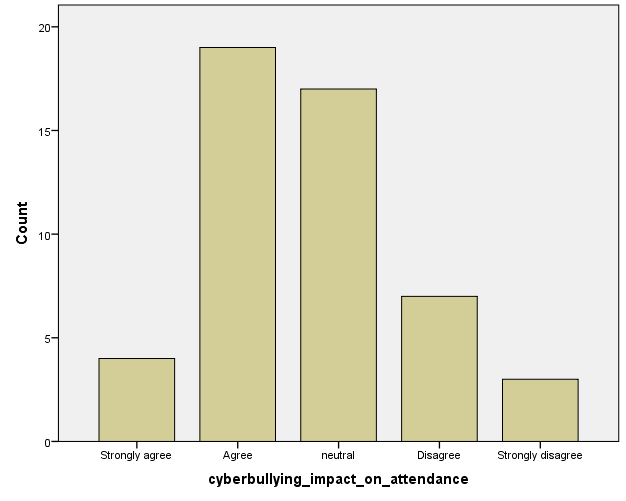 20
15
10
5
0
Count
Strongly agree
Agree
neutral
Disagree
Strongly disagree
cyberbullying_impact_on_attendance